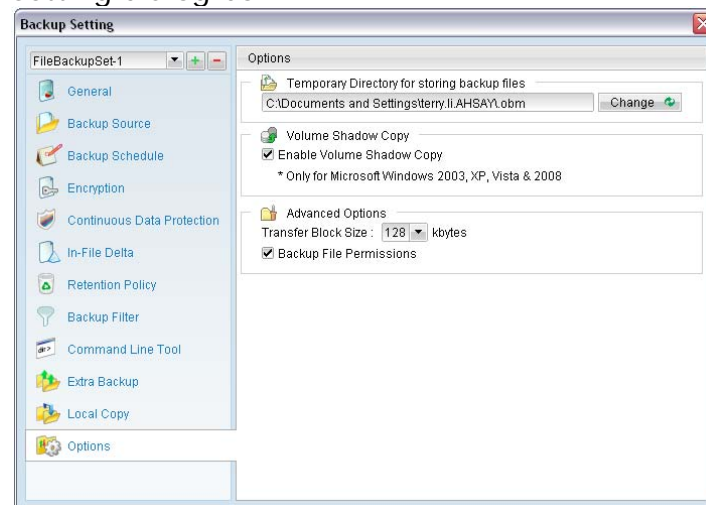 Backup Setting
FileBackupSet-1
General
Backup Source
Backup Schedule
Encryption
Continuous Data Protection
In-File Delta
Retention Policy
Backup Filter
Command Line Tool
Extra Backup
Local Copy
Options
Options
Temporary Directory for storing backup files
C:\Documents and Settings\terry.li.AHSAY\.obm
Change
Volume Shadow Copy
Enable Volume Shadow Copy
* Only for Microsoft Windows 2003, XP, Vista & 2008
Advanced Options
Transfer Block Size : 128 kbytes
Backup File Permissions